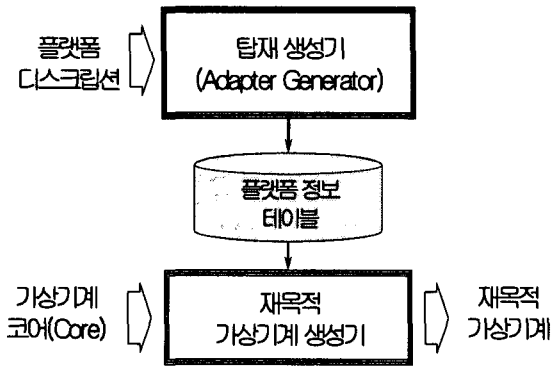 플랫폼
디스크립션
탑재 생성기
(Adapter Generator)
플랫폼 정보
테이블
가상기계
코어(Core)
재목적
가상기계 생성기
재목적
가상기계